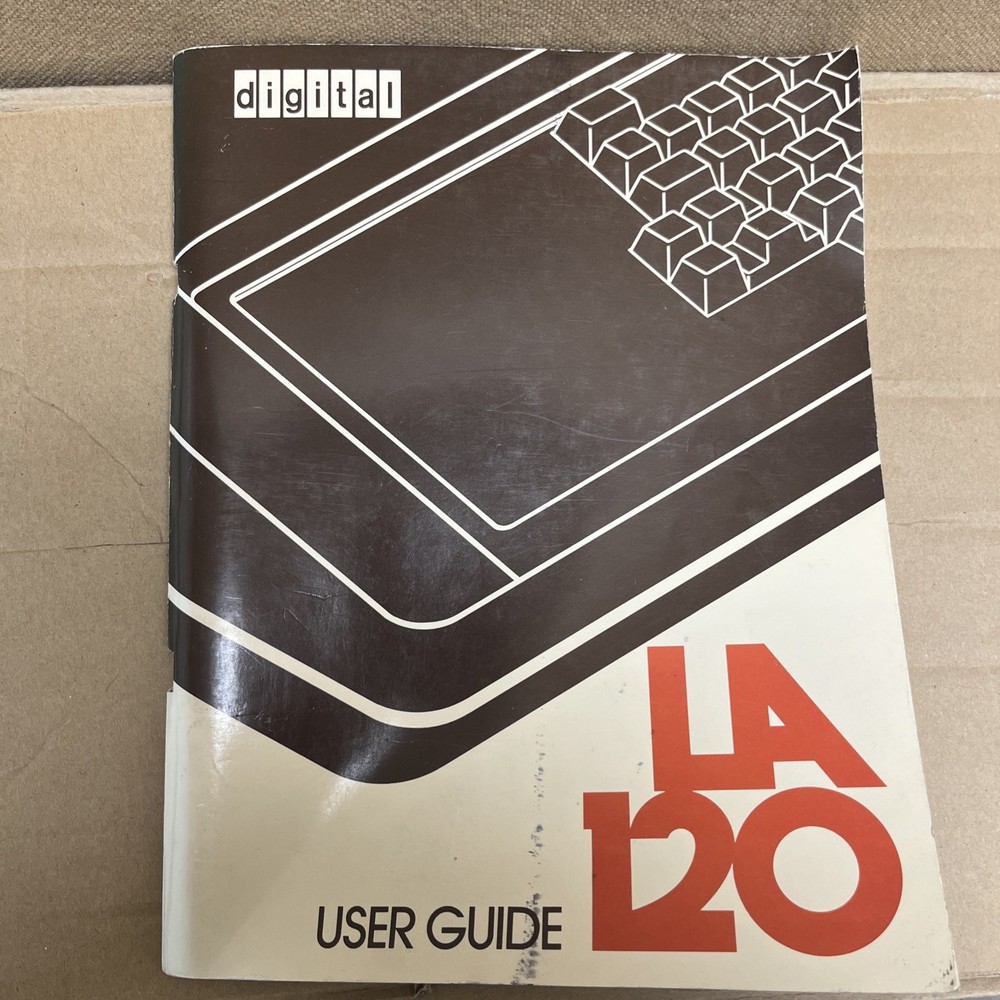 digital
LA
120
USER GUIDE